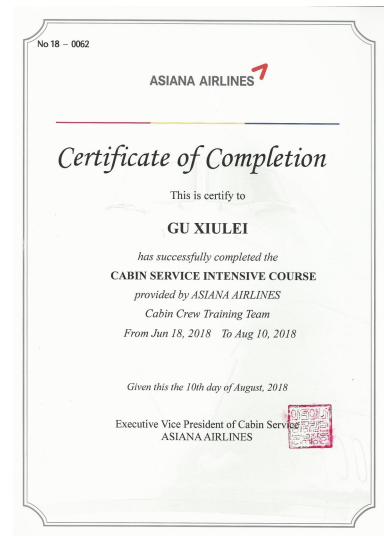 No 18 - 0062
ASIANA AIRLINES
Certificate of Completion
This is certify to
GU XIULEI
has successfully completed the
CABIN SERVICE INTENSIVE COURSE
provided by ASIANA AIRLINES
Cabin Crew Training Team
From Jun 18, 2018 To Aug 10, 2018
Given this the 10th day of August, 2018
Executive Vice President of Cabin Service
ASIANA AIRLINES